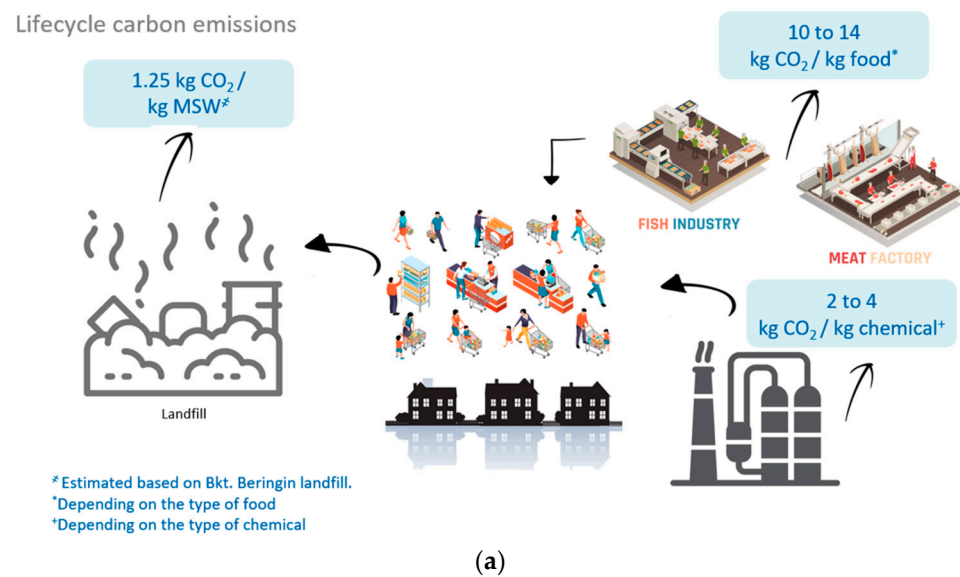 Lifecycle carbon emissions
1.25 kg CO₂ /
kg MSW҂
10 to 14
kg CO₂ / kg food*
FISH INDUSTRY
MEAT FACTORY
2 to 4
kg CO₂ / kg chemical⁺
Landfill
҂ Estimated based on Bkt. Beringin landfill.
*Depending on the type of food
⁺Depending on the type of chemical
(a)